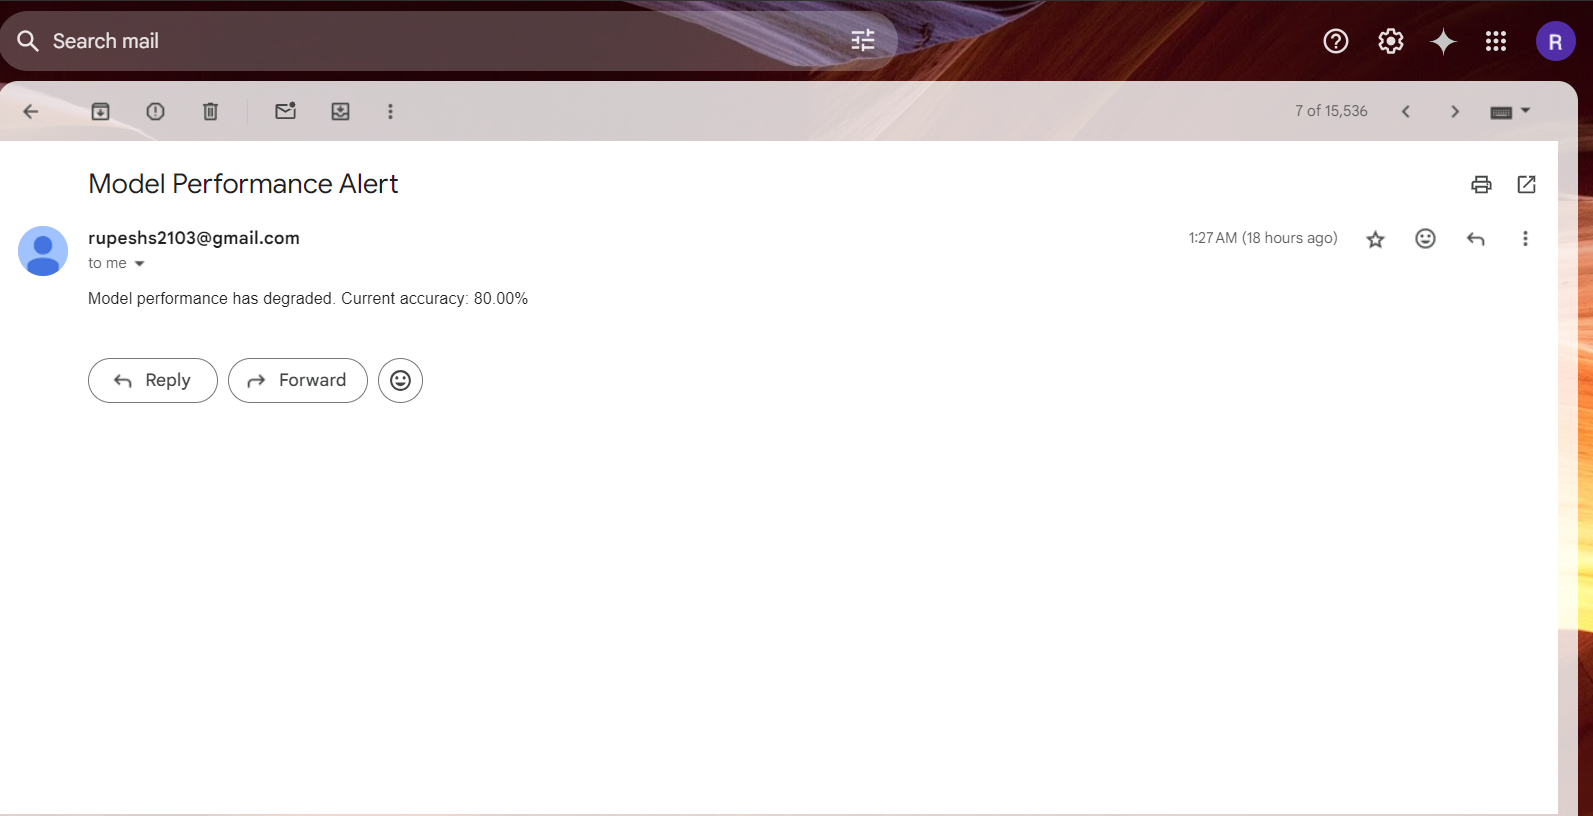 Search mail
R
7 of 15,536
Model Performance Alert
rupeshs2103@gmail.com
1:27 AM (18 hours ago)
to me
Model performance has degraded. Current accuracy: 80.00%
Reply
Forward